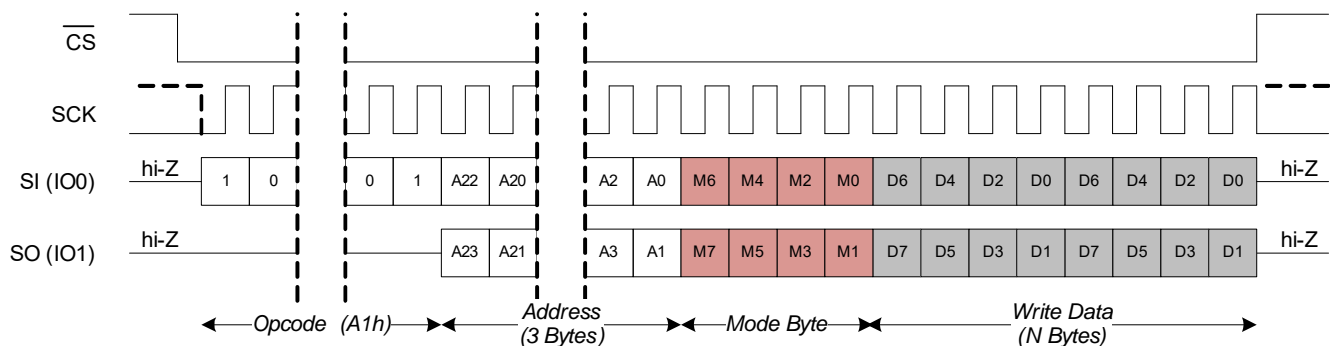 CS
SCK
SI (IO0) hi-Z 1 0 0 1 A22 A20 A2 A0 M6 M4 M2 M0 D6 D4 D2 D0 D6 D4 D2 D0 hi-Z
SO (IO1) hi-Z A23 A21 A3 A1 M7 M5 M3 M1 D7 D5 D3 D1 D7 D5 D3 D1 hi-Z
Opcode (A1h) Address Mode Byte Write Data
(3 Bytes) (N Bytes)